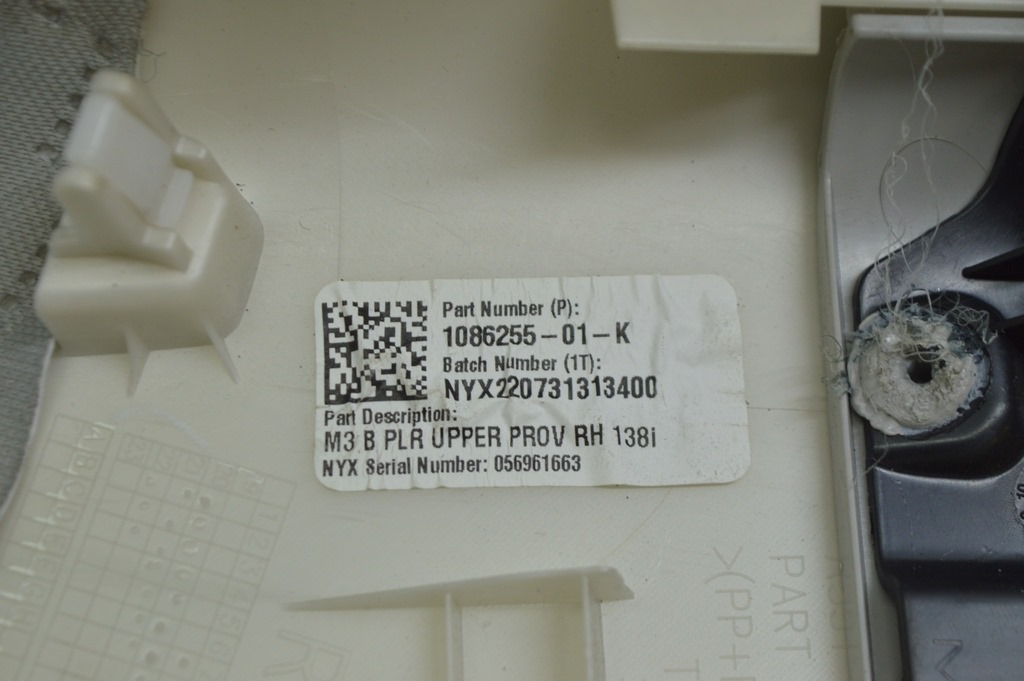 Part Number (P):
1086255-01-K
Batch Number (1T):
NYX220731313400
Part Description:
M3 B PLR UPPER PROV RH 138i
NYX Serial Number: 056961663
PART
>(PP+